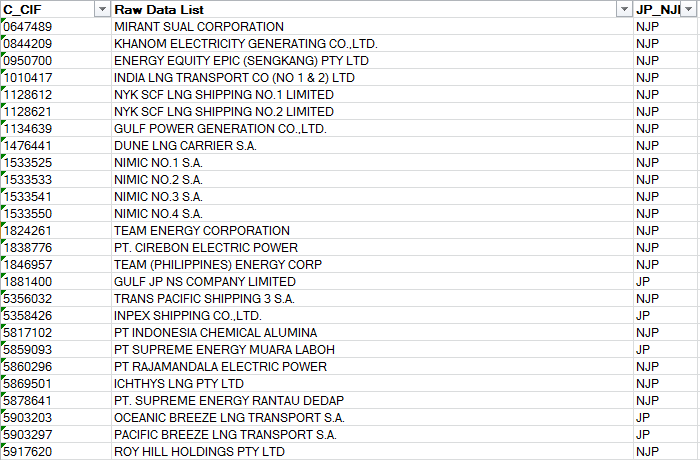 C_CIF Raw Data List JP_NJ
0647489 MIRANT SUAL CORPORATION NJP
0844209 KHANOM ELECTRICITY GENERATING CO.,LTD. NJP
0950700 ENERGY EQUITY EPIC (SENGKANG) PTY LTD NJP
1010417 INDIA LNG TRANSPORT CO (NO 1 & 2) LTD NJP
1128612 NYK SCF LNG SHIPPING NO.1 LIMITED NJP
1128621 NYK SCF LNG SHIPPING NO.2 LIMITED NJP
1134639 GULF POWER GENERATION CO.,LTD. NJP
1476441 DUNE LNG CARRIER S.A. NJP
1533525 NIMIC NO.1 S.A. NJP
1533533 NIMIC NO.2 S.A. NJP
1533541 NIMIC NO.3 S.A. NJP
1533550 NIMIC NO.4 S.A. NJP
1824261 TEAM ENERGY CORPORATION NJP
1838776 PT. CIREBON ELECTRIC POWER NJP
1846957 TEAM (PHILIPPINES) ENERGY CORP NJP
1881400 GULF JP NS COMPANY LIMITED JP
5356032 TRANS PACIFIC SHIPPING 3 S.A. NJP
5358426 INPEX SHIPPING CO.,LTD. JP
5817102 PT INDONESIA CHEMICAL ALUMINA NJP
5859093 PT SUPREME ENERGY MUARA LABOH JP
5860296 PT RAJAMANDALA ELECTRIC POWER NJP
5869501 ICHTHYS LNG PTY LTD NJP
5878641 PT. SUPREME ENERGY RANTAU DEDAP NJP
5903203 OCEANIC BREEZE LNG TRANSPORT S.A. JP
5903297 PACIFIC BREEZE LNG TRANSPORT S.A. JP
5917620 ROY HILL HOLDINGS PTY LTD NJP